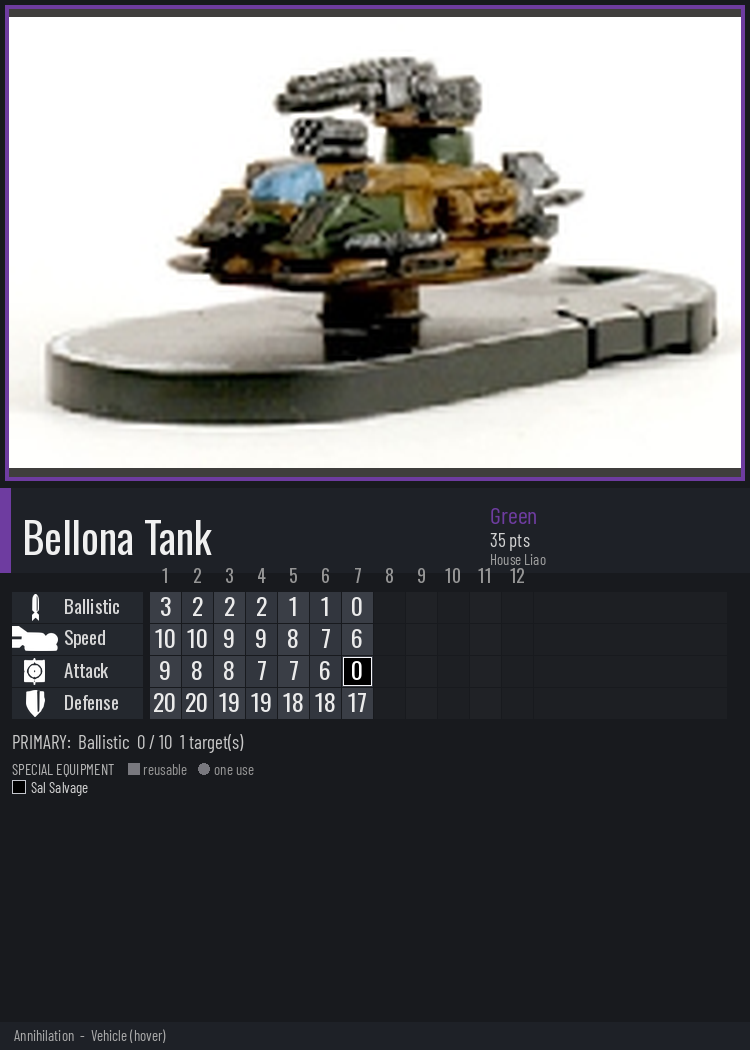 Bellona Tank
Green
35 pts
House Liao
1 2 3 4 5 6 7 8 9 10 11 12
Ballistic 3 2 2 2 1 1 0
Speed 10 10 9 9 8 7 6
Attack 9 8 8 7 7 6 0
Defense 20 20 19 19 18 18 17
PRIMARY: Ballistic 0 / 10 1 target(s)
SPECIAL EQUIPMENT reusable one use
Sal Salvage
Annihilation - Vehicle (hover)